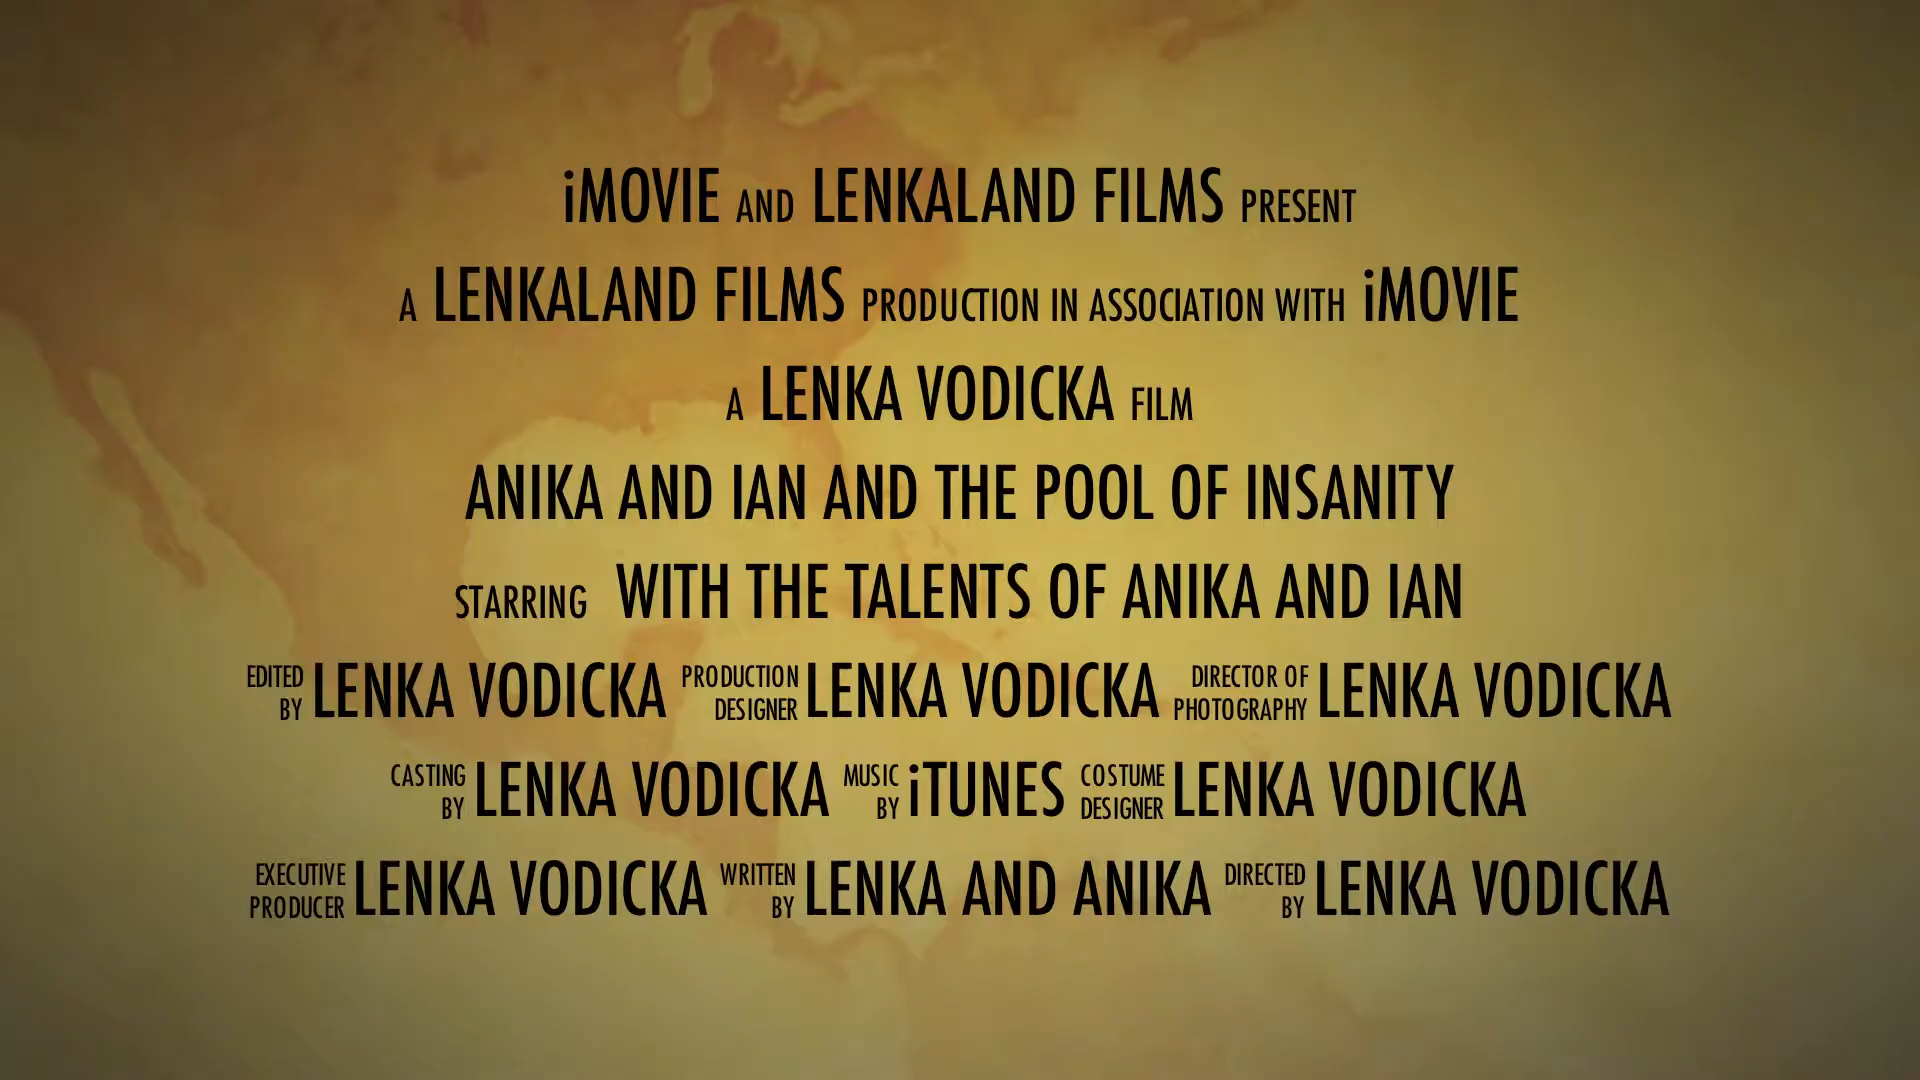 iMOVIE AND LENKALAND FILMS PRESENT
A LENKALAND FILMS PRODUCTION IN ASSOCIATION WITH iMOVIE
A LENKA VODICKA FILM
ANIKA AND IAN AND THE POOL OF INSANITY
STARRING WITH THE TALENTS OF ANIKA AND IAN
EDITED BY LENKA VODICKA PRODUCTION DESIGNER LENKA VODICKA DIRECTOR OF PHOTOGRAPHY LENKA VODICKA
CASTING BY LENKA VODICKA MUSIC BY iTUNES COSTUME DESIGNER LENKA VODICKA
EXECUTIVE PRODUCER LENKA VODICKA WRITTEN BY LENKA AND ANIKA DIRECTED BY LENKA VODICKA